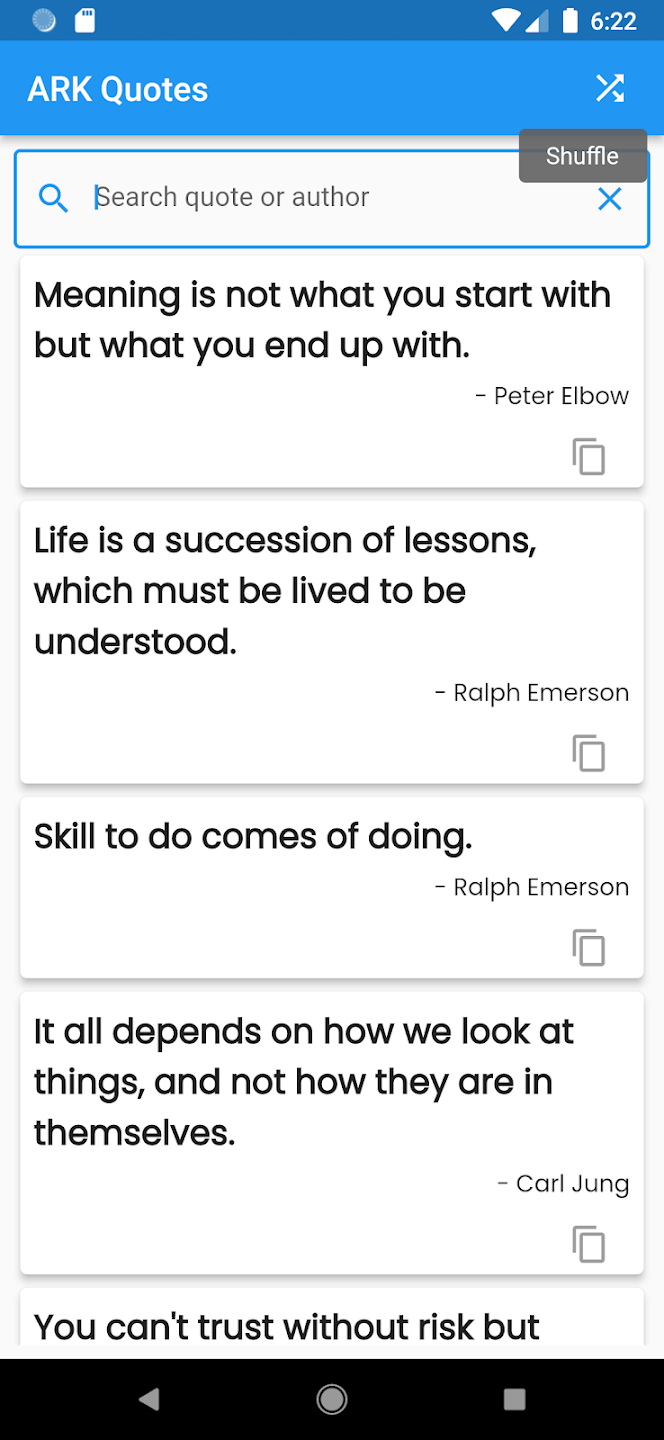 6:22
ARK Quotes
Shuffle
Search quote or author
Meaning is not what you start with
but what you end up with.
- Peter Elbow
Life is a succession of lessons,
which must be lived to be
understood.
- Ralph Emerson
Skill to do comes of doing.
- Ralph Emerson
It all depends on how we look at
things, and not how they are in
themselves.
- Carl Jung
You can't trust without risk but